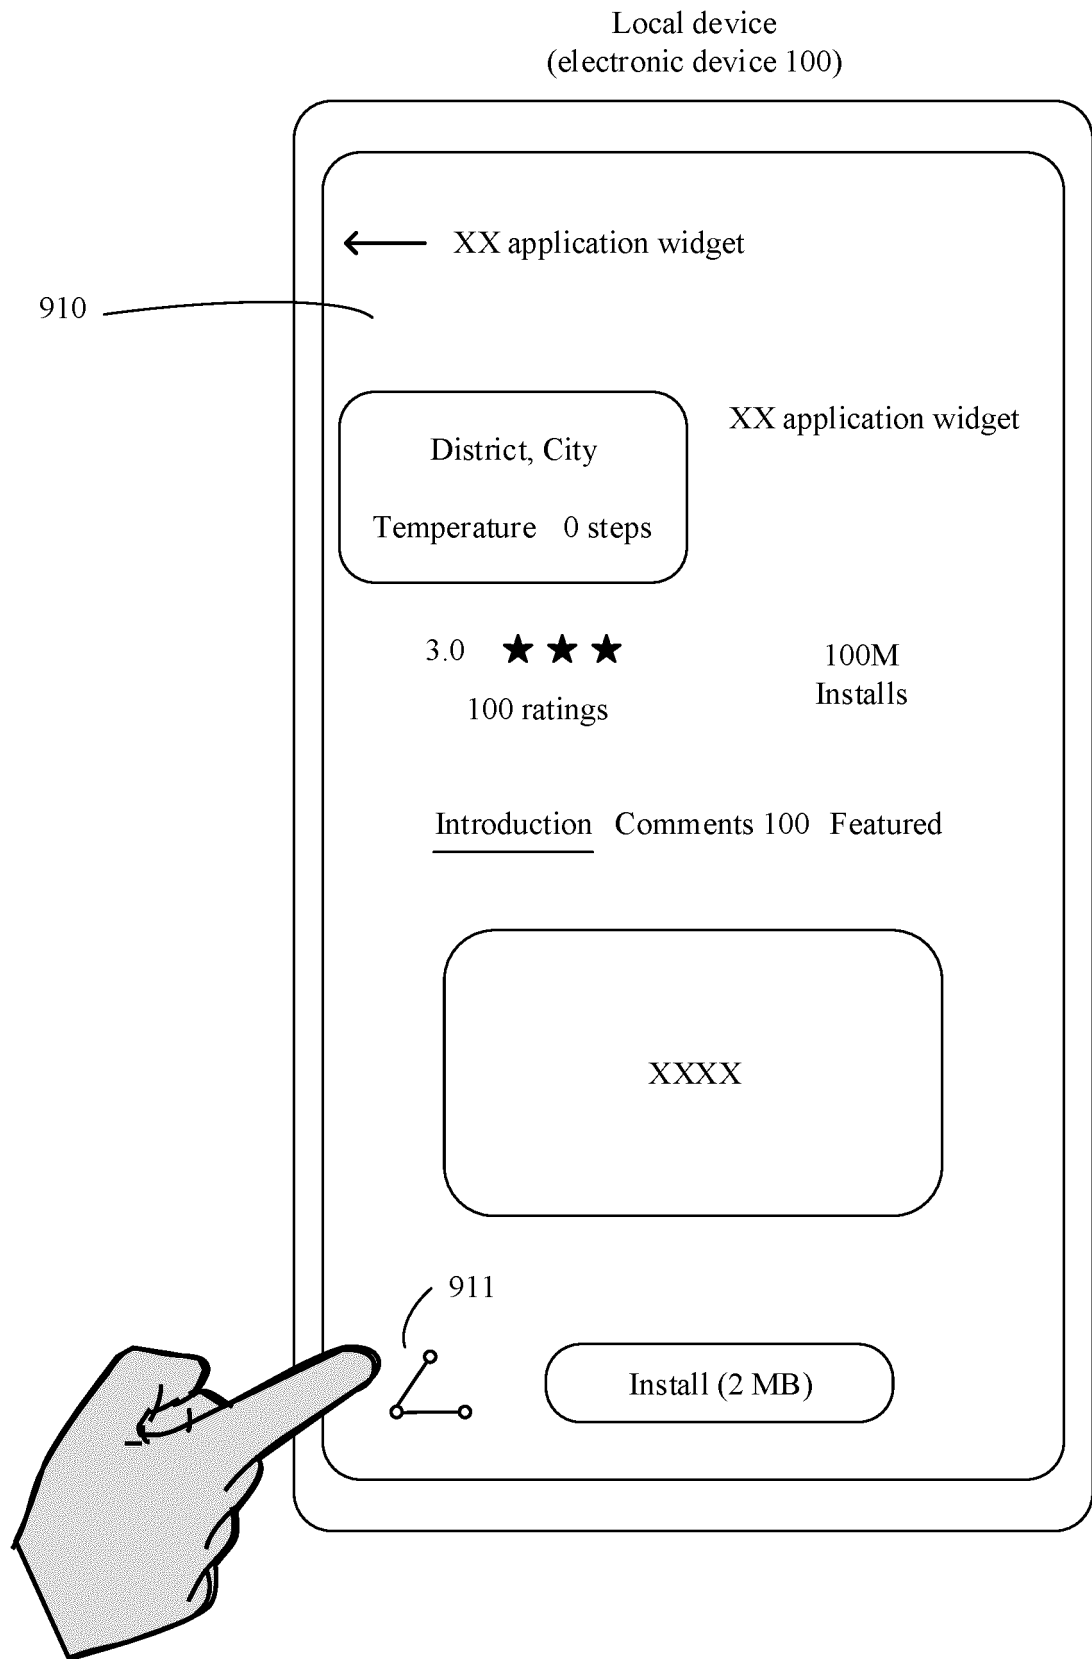 Local device
(electronic device 100)
XX application widget
910
XX application widget
District, City
Temperature 0 steps
3.0
100 ratings
100M
Installs
Introduction Comments 100 Featured
XXXX
911
Install (2 MB)